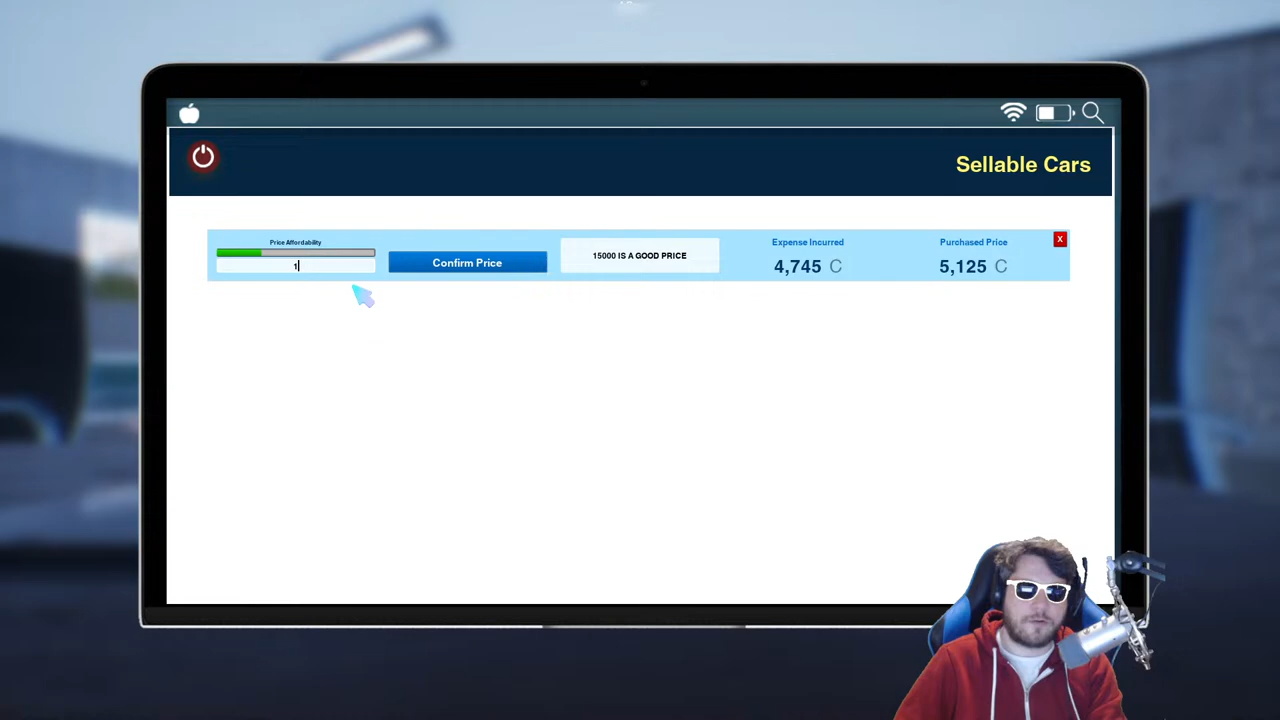 Sellable Cars
Price Affordability
1
Confirm Price
15000 IS A GOOD PRICE
Expense Incurred
4,745 C
Purchased Price
5,125 C
X